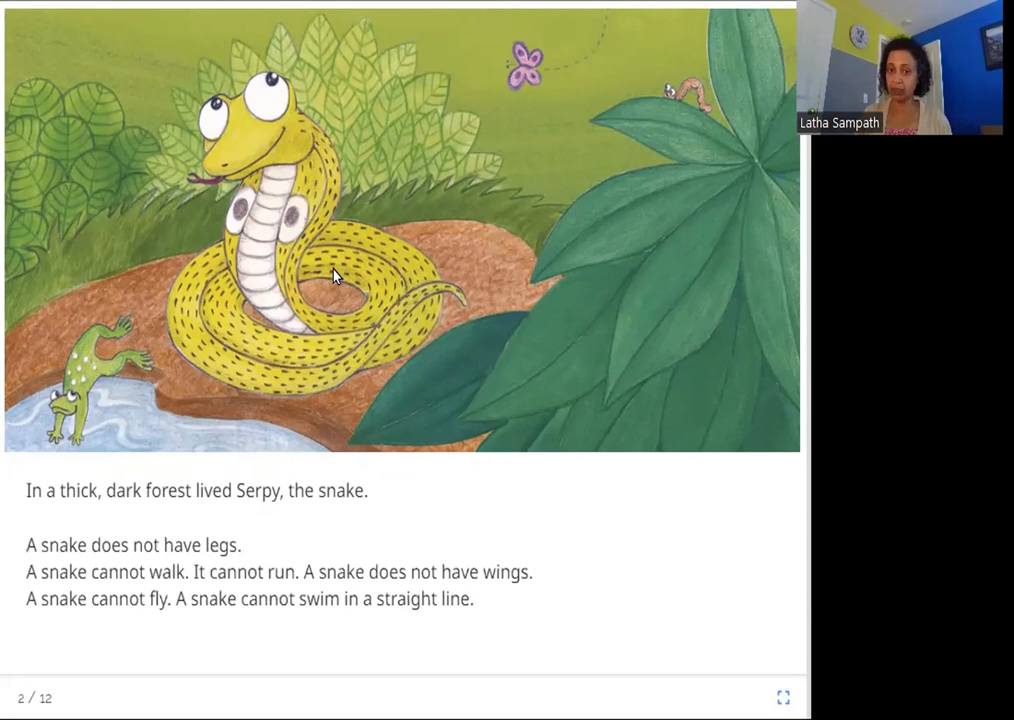 Latha Sampath
In a thick, dark forest lived Serpy, the snake.
A snake does not have legs.
A snake cannot walk. It cannot run. A snake does not have wings.
A snake cannot fly. A snake cannot swim in a straight line.
2 / 12